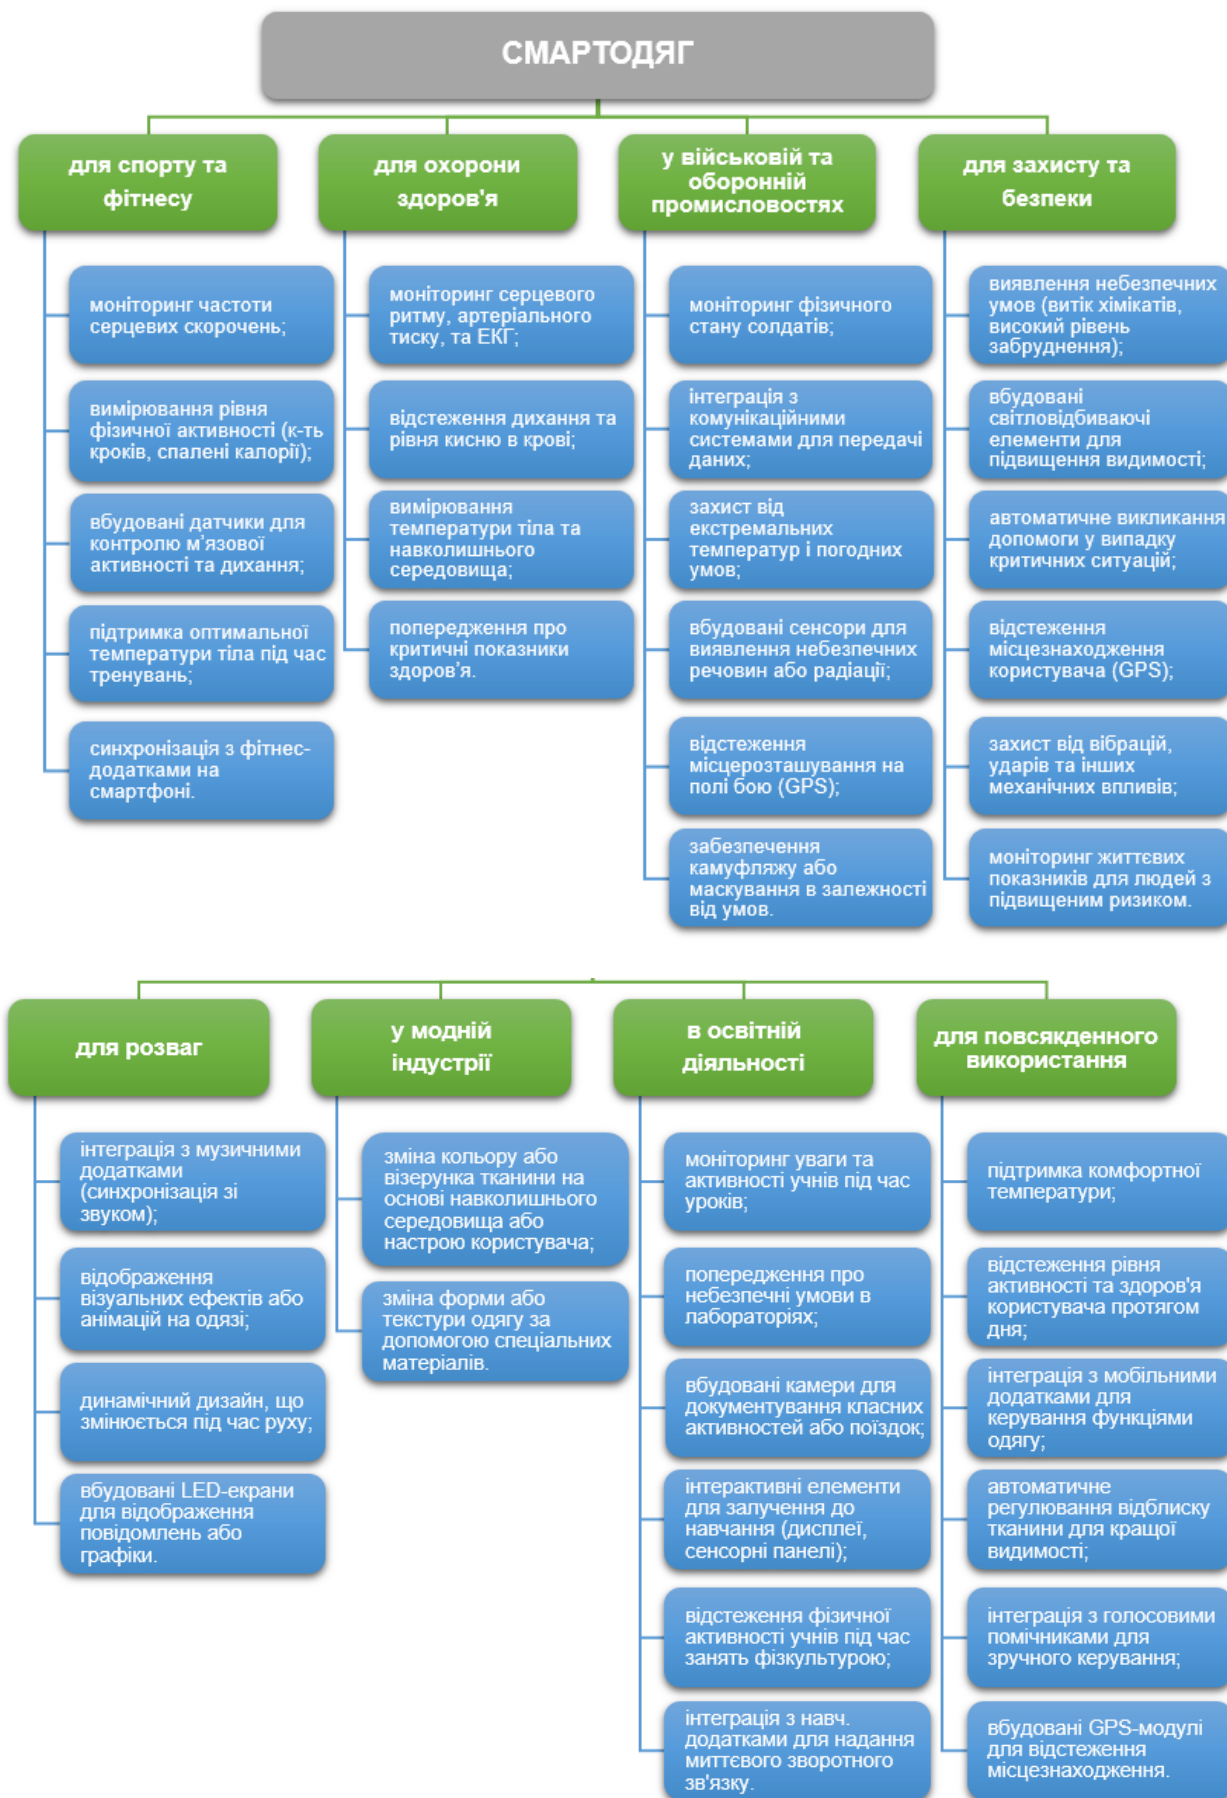 СМАРТОДЯГ
для спорту та
фітнесу
моніторинг частоти
серцевих скорочень;
вимірювання рівня
фізичної активності (к-ть
кроків, спалені калорії);
вбудовані датчики для
контролю м’язової
активності та дихання;
підтримка оптимальної
температури тіла під час
тренувань;
синхронізація з фітнес-
додатками на
смартфоні.
для охорони
здоров'я
моніторинг серцевого
ритму, артеріального
тиску, та ЕКГ;
відстеження дихання та
рівня кисню в крові;
вимірювання
температури тіла та
навколишнього
середовища;
попередження про
критичні показники
здоров’я.
у військовій та
оборонній
промисловостях
моніторинг фізичного
стану солдатів;
інтеграція з
комунікаційними
системами для передачі
даних;
захист від
екстремальних
температур і погодних
умов;
вбудовані сенсори для
виявлення небезпечних
речовин або радіації;
відстеження
місцерозташування на
полі бою (GPS);
забезпечення
камуфляжу або
маскування в залежності
від умов.
для захисту та
безпеки
виявлення небезпечних
умов (витік хімікатів,
високий рівень
забруднення);
вбудовані
світловідбиваючі
елементи для
підвищення видимості;
автоматичне викликання
допомоги у випадку
критичних ситуацій;
відстеження
місцезнаходження
користувача (GPS);
захист від вібрацій,
ударів та інших
механічних впливів;
моніторинг життєвих
показників для людей з
підвищеним ризиком.
для розваг
інтеграція з музичними
додатками
(синхронізація зі
звуком);
відображення
візуальних ефектів або
анімацій на одязі;
динамічний дизайн, що
змінюється під час руху;
вбудовані LED-екрани
для відображення
повідомлень або
графіки.
у модній
індустрії
зміна кольору або
візерунка тканини на
основі навколишнього
середовища або
настрою користувача;
зміна форми або
текстури одягу за
допомогою спеціальних
матеріалів.
в освітній
діяльності
моніторинг уваги та
активності учнів під час
уроків;
попередження про
небезпечні умови в
лабораторіях;
вбудовані камери для
документування класних
активностей або поїздок;
інтерактивні елементи
для залучення до
навчання (дисплеї,
сенсорні панелі);
відстеження фізичної
активності учнів під час
занять фізкультурою;
інтеграція з навч.
додатками для надання
миттєвого зворотного
зв'язку.
для повсякденного
використання
підтримка комфортної
температури;
відстеження рівня
активності та здоров'я
користувача протягом
дня;
інтеграція з мобільними
додатками для
керування функціями
одягу;
автоматичне
регулювання відблиску
тканини для кращої
видимості;
інтеграція з голосовими
помічниками для
зручного керування;
вбудовані GPS-модулі
для відстеження
місцезнаходження.